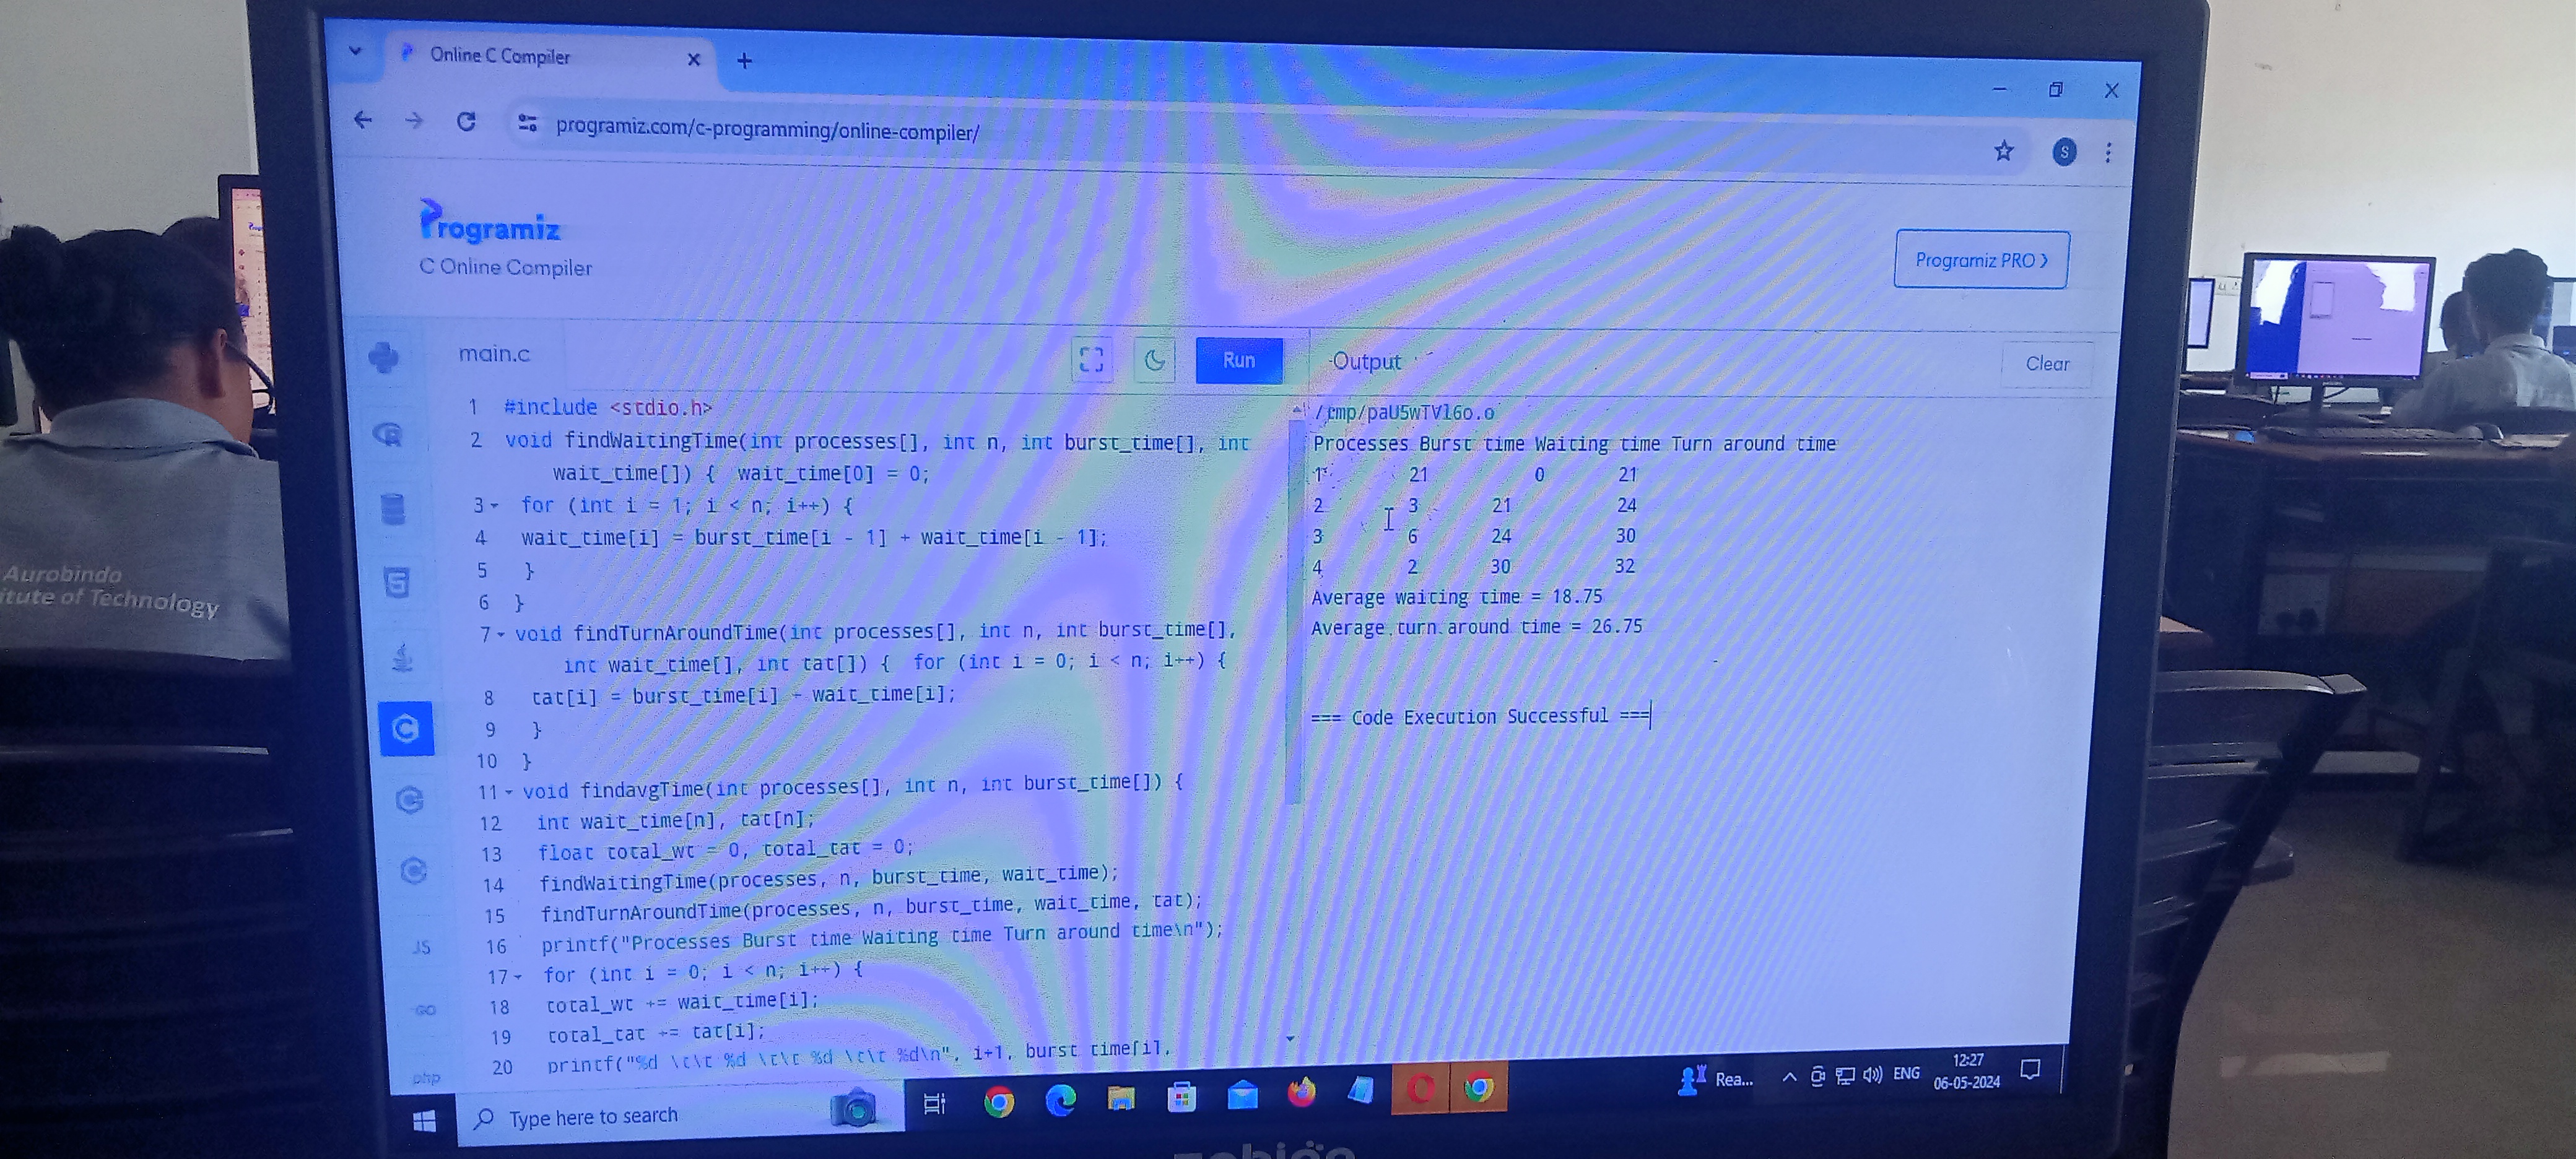 Aurobindo
itute of Technology
Online C Compiler
programiz.com/c-programming/online-compiler/
S
Programiz
C Online Compiler
Programiz PRO >
main.c
Run
Output
Clear
1 #include <stdio.h>
2 void findWaitingTime(int processes[], int n, int burst_time[], int
wait_time[]) { wait_time[0] = 0;
3 for (int i = 1; i < n; i++) {
4 wait_time[i] = burst_time[i - 1] + wait_time[i - 1];
5 }
6 }
7 void findTurnAroundTime(int processes[], int n, int burst_time[],
int wait_time[], int tat[]) { for (int i = 0; i < n; i++) {
8 tat[i] = burst_time[i] + wait_time[i];
9 }
10 }
11 void findavgTime(int processes[], int n, int burst_time[]) {
12 int wait_time[n], tat[n];
13 float total_wt = 0, total_tat = 0;
14 findWaitingTime(processes, n, burst_time, wait_time);
15 findTurnAroundTime(processes, n, burst_time, wait_time, tat);
16 printf("Processes Burst time Waiting time Turn around time\n");
17 for (int i = 0; i < n; i++) {
18 total_wt += wait_time[i];
19 total_tat += tat[i];
20 printf("%d \t\t %d \t\t %d \t\t %d\n", i+1, burst_time[i],
JS
GO
php
/tmp/paU5wTVl6o.o
Processes Burst time Waiting time Turn around time
1 21 0 21
2 3 21 24
3 6 24 30
4 2 30 32
Average waiting time = 18.75
Average turn around time = 26.75
=== Code Execution Successful ===
Type here to search
Rea...
ENG
12:27
06-05-2024